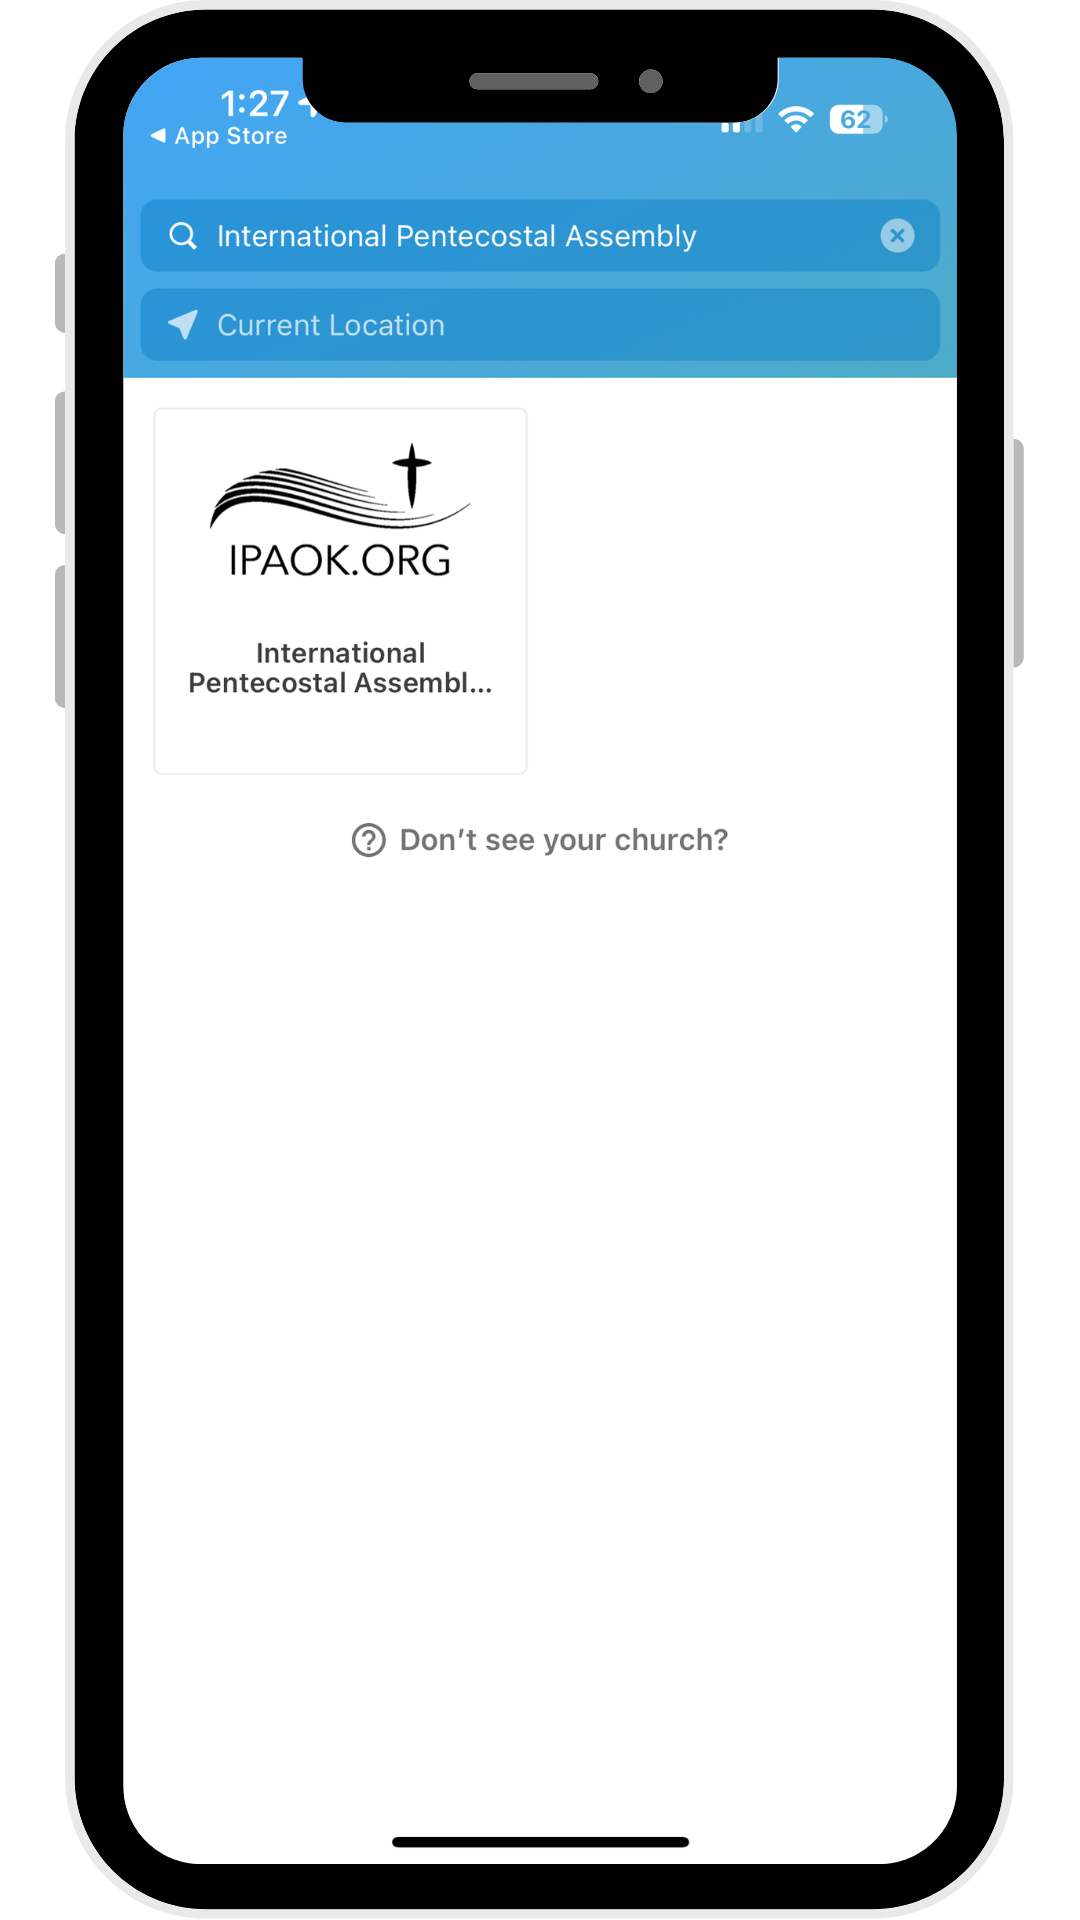 1:27
App Store
62
International Pentecostal Assembly
Current Location
IPAOK.ORG
International
Pentecostal Assembl...
Don't see your church?